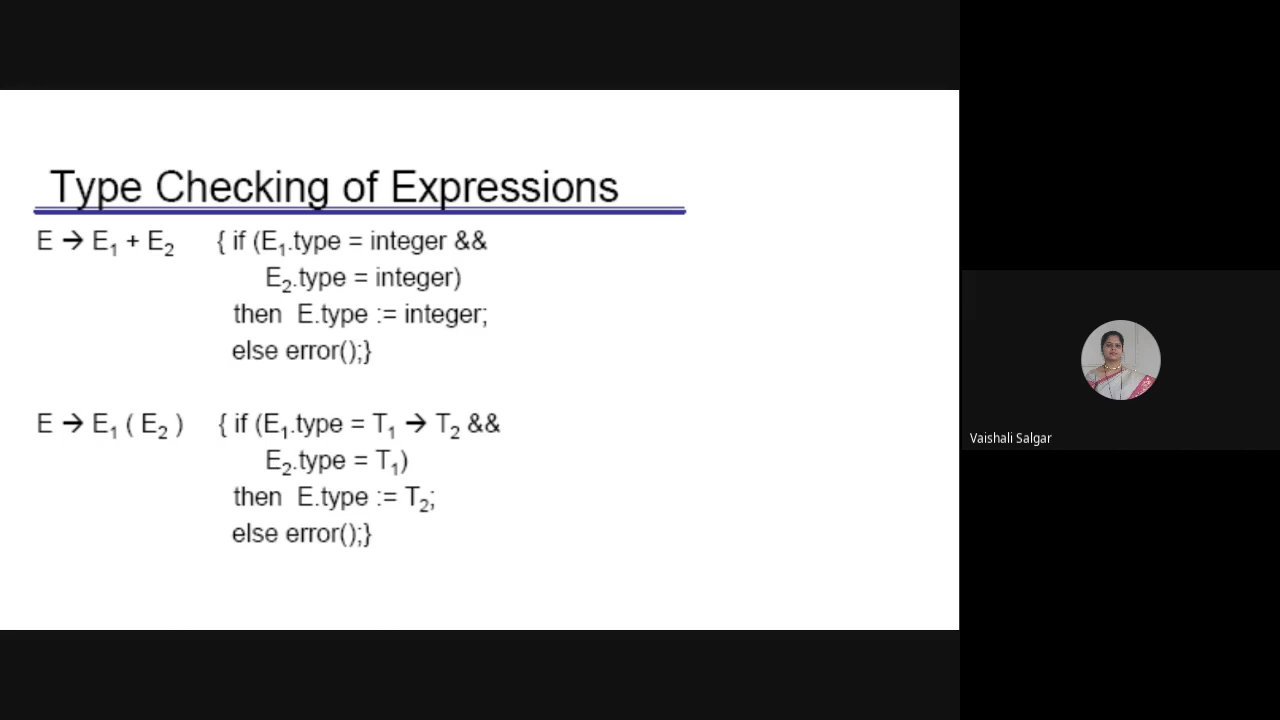 Type Checking of Expressions
E → E₁ + E₂ { if (E₁.type = integer &&
E₂.type = integer)
then E.type := integer;
else error();}
E → E₁ ( E₂ ) { if (E₁.type = T₁ → T₂ &&
E₂.type = T₁)
then E.type := T₂;
else error();}
Vaishali Salgar